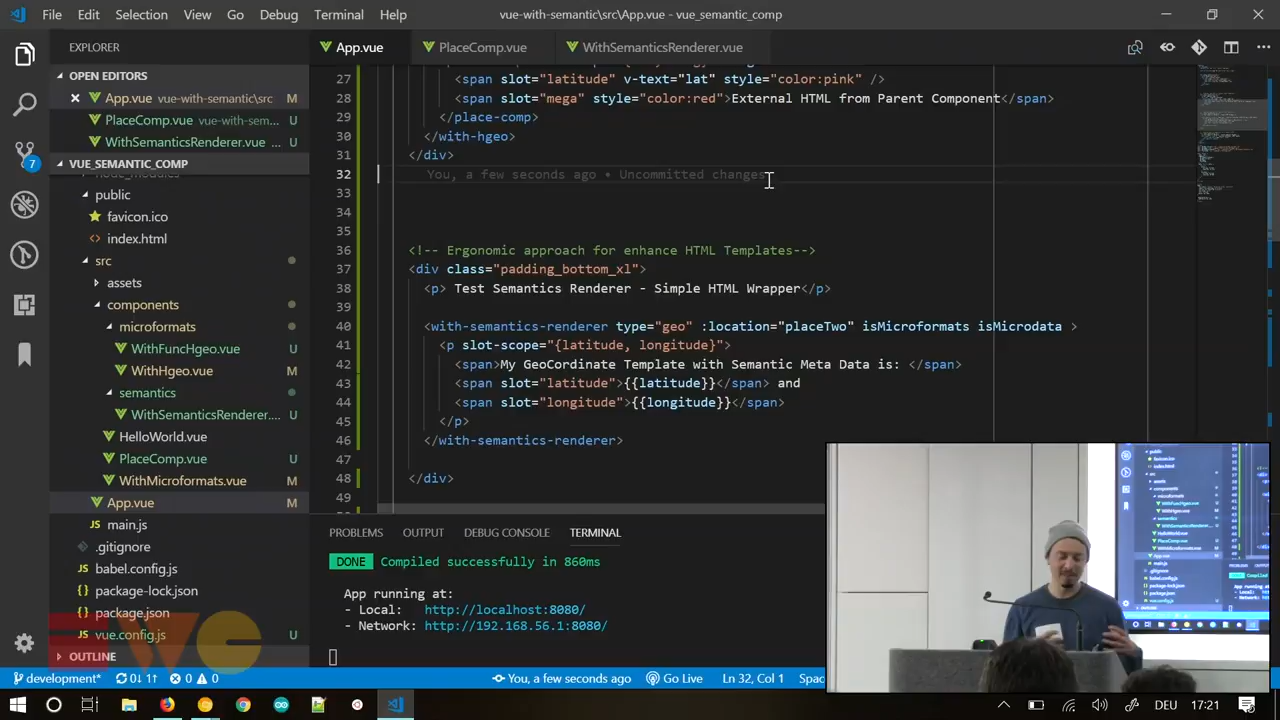 File Edit Selection View Go Debug Terminal Help
vue-with-semantic\src\App.vue - vue_semantic_comp
EXPLORER
OPEN EDITORS
App.vue vue-with-semantic\src M
PlaceComp.vue vue-with-sem... U
WithSemanticsRenderer.vue ... U
VUE_SEMANTIC_COMP
node_modules
public
favicon.ico
index.html
src
assets
components
microformats
WithFuncHgeo.vue U
WithHgeo.vue M
semantics
WithSemanticsRenderer.... U
HelloWorld.vue
PlaceComp.vue U
WithMicroformats.vue M
App.vue M
main.js
.gitignore
babel.config.js
package-lock.json
package.json
vue.config.js U
OUTLINE
7
App.vue PlaceComp.vue WithSemanticsRenderer.vue
27 <span slot="latitude" v-text="lat" style="color:pink" />
28 <span slot="mega" style="color:red">External HTML from Parent Component</span>
29 </place-comp>
30 </with-hgeo>
31 </div>
32 You, a few seconds ago • Uncommitted changes
33
34
35
36 <!-- Ergonomic approach for enhance HTML Templates-->
37 <div class="padding_bottom_xl">
38 <p> Test Semantics Renderer - Simple HTML Wrapper</p>
39
40 <with-semantics-renderer type="geo" :location="placeTwo" isMicroformats isMicrodata >
41 <p slot-scope="{latitude, longitude}">
42 <span>My GeoCordinate Template with Semantic Meta Data is: </span>
43 <span slot="latitude">{{latitude}}</span> and
44 <span slot="longitude">{{longitude}}</span>
45 </p>
46 </with-semantics-renderer>
47
48 </div>
49
PROBLEMS OUTPUT DEBUG CONSOLE TERMINAL
DONE Compiled successfully in 860ms
App running at:
- Local: http://localhost:8080/
- Network: http://192.168.56.1:8080/
development* 0↓ 1↑ 0 0 You, a few seconds ago Go Live Ln 32, Col 1 Spac
DEU 17:21